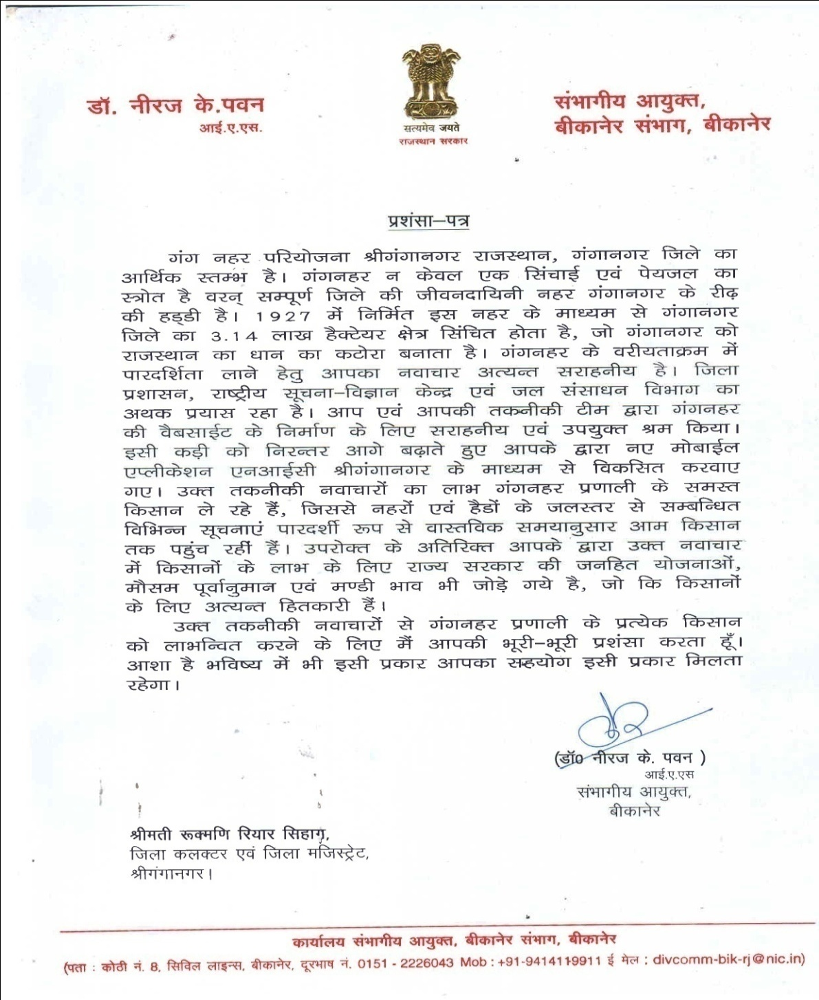 डॉ. नीरज के.पवन
आई.ए.एस.
सत्यमेव जयते
राजस्थान सरकार
संभागीय आयुक्त,
बीकानेर संभाग, बीकानेर
प्रशंसा–पत्र
गंग नहर परियोजना श्रीगंगानगर राजस्थान, गंगानगर जिले का
आर्थिक स्तम्भ है। गंगनहर न केवल एक सिंचाई एवं पेयजल का
स्त्रोत है वरन् सम्पूर्ण जिले की जीवनदायिनी नहर गंगानगर के रीढ़
की हड्डी है। 1927 में निर्मित इस नहर के माध्यम से गंगानगर
जिले का 3.14 लाख हैक्टेयर क्षेत्र सिंचित होता है, जो गंगानगर को
राजस्थान का धान का कटोरा बनाता है। गंगनहर के वरीयताक्रम में
पारदर्शिता लाने हेतु आपका नवाचार अत्यन्त सराहनीय है। जिला
प्रशासन, राष्ट्रीय सूचना–विज्ञान केन्द्र एवं जल संसाधन विभाग का
अथक प्रयास रहा है। आप एवं आपकी तकनीकी टीम द्वारा गंगनहर
की वैबसाईट के निर्माण के लिए सराहनीय एवं उपयुक्त श्रम किया।
इसी कड़ी को निरन्तर आगे बढ़ाते हुए आपके द्वारा नए मोबाईल
एप्लीकेशन एनआईसी श्रीगंगानगर के माध्यम से विकसित करवाए
गए। उक्त तकनीकी नवाचारों का लाभ गंगनहर प्रणाली के समस्त
किसान ले रहे हैं, जिससे नहरों एवं हैडों के जलस्तर से सम्बन्धित
विभिन्न सूचनाएं पारदर्शी रूप से वास्तविक समयानुसार आम किसान
तक पहुंच रहीं हैं। उपरोक्त के अतिरिक्त आपके द्वारा उक्त नवाचार
में किसानों के लाभ के लिए राज्य सरकार की जनहित योजनाओं,
मौसम पूर्वानुमान एवं मण्डी भाव भी जोड़े गये है, जो कि किसानों
के लिए अत्यन्त हितकारी हैं।
उक्त तकनीकी नवाचारों से गंगनहर प्रणाली के प्रत्येक किसान
को लाभन्वित करने के लिए मैं आपकी भूरी–भूरी प्रशंसा करता हूँ।
आशा है भविष्य में भी इसी प्रकार आपका सहयोग इसी प्रकार मिलता
रहेगा।
(डॉ0 नीरज के. पवन )
आई.ए.एस
संभागीय आयुक्त,
बीकानेर
श्रीमती रूक्मणि रियार सिहाग,
जिला कलक्टर एवं जिला मजिस्ट्रेट,
श्रीगंगानगर।
कार्यालय संभागीय आयुक्त, बीकानेर संभाग, बीकानेर
(पता : कोठी नं. 8, सिविल लाइन्स, बीकानेर, दूरभाष नं. 0151 - 2226043 Mob : +91-9414119911 ई मेल : divcomm-bik-rj@nic.in)